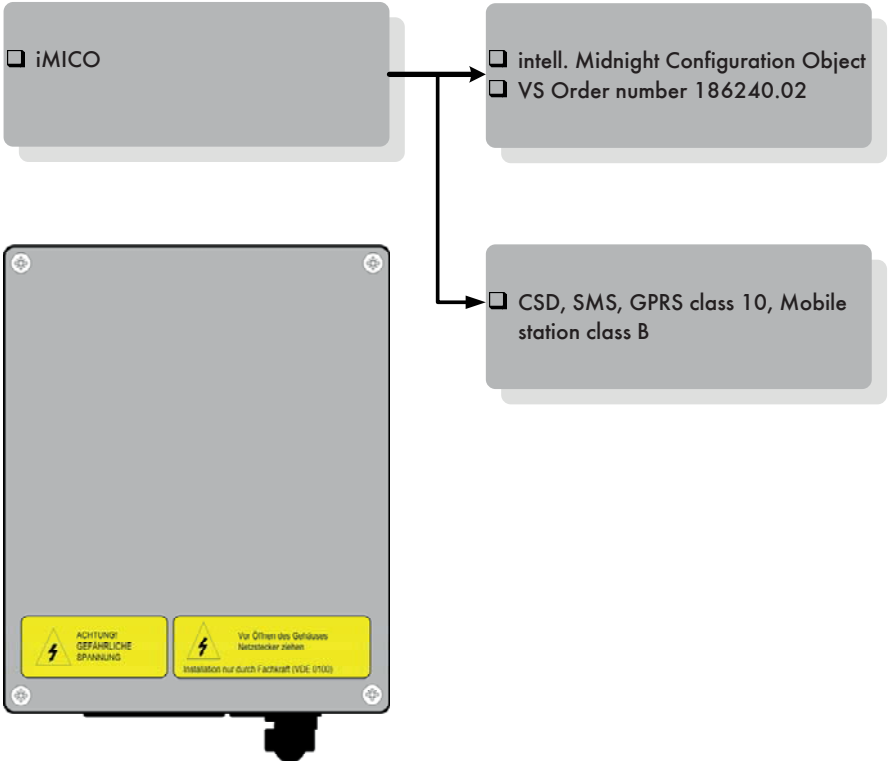 iMICO
intell. Midnight Configuration Object
VS Order number 186240.02
CSD, SMS, GPRS class 10, Mobile
station class B
ACHTUNG!
GEFÄHRLICHE
SPANNUNG
Vor Öffnen des Gehäuses
Netzstecker ziehen
Installation nur durch Fachkraft (VDE 0100)